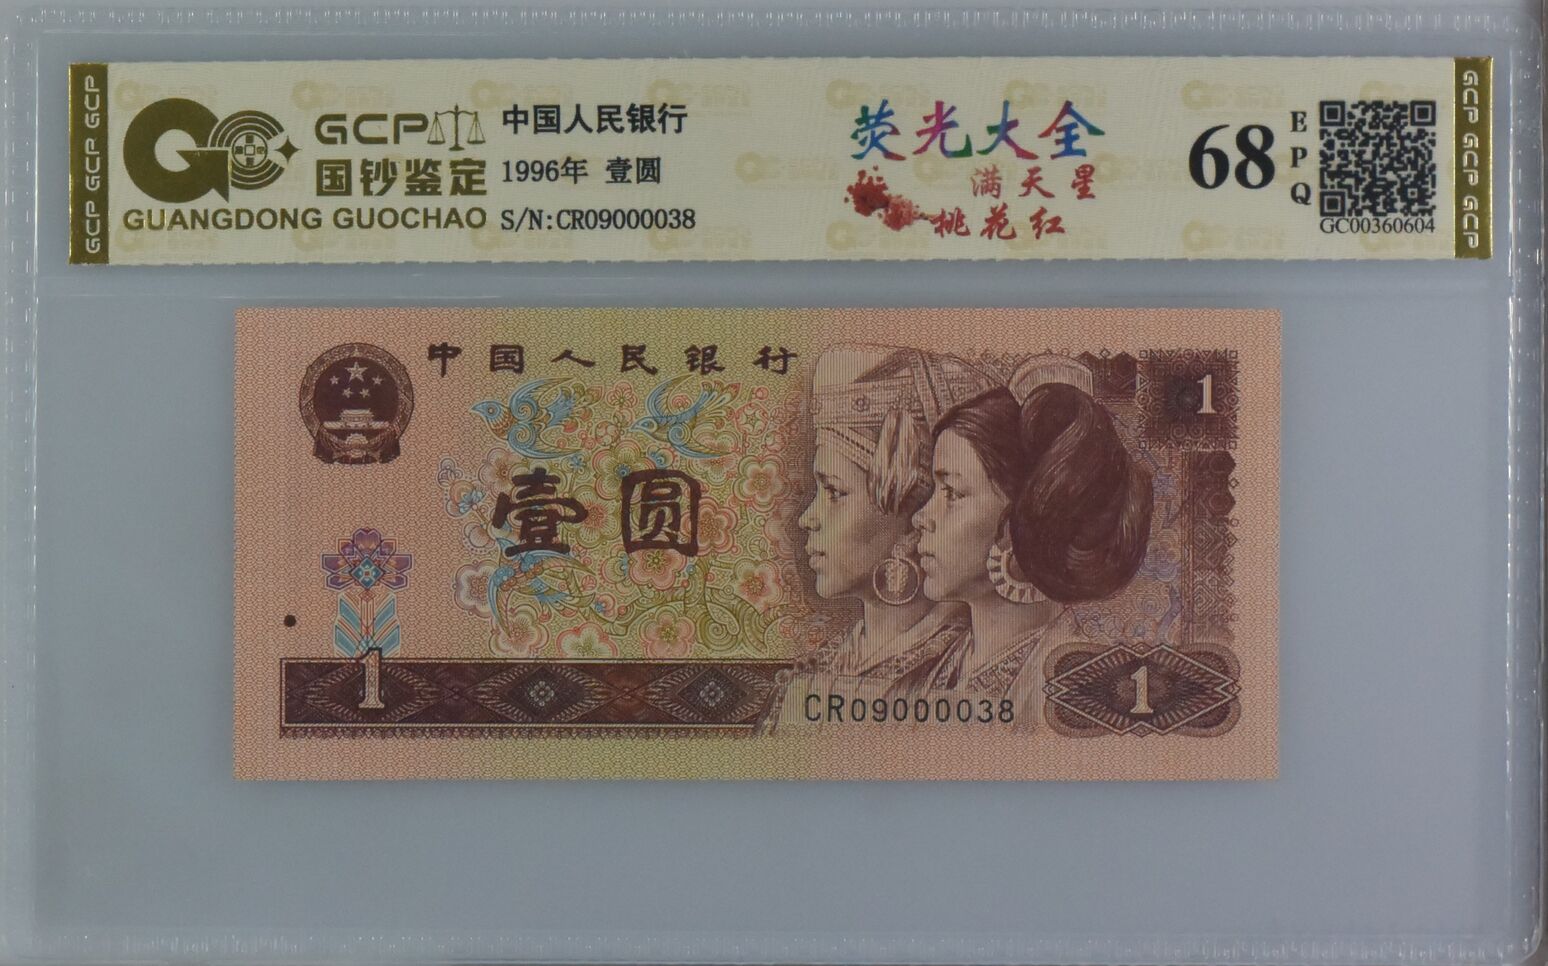 GCP GCP GCP
GCP
国钞鉴定
GUANGDONG GUOCHAO
中国人民银行
1996年 壹圆
S/N:CR09000038
荧光大全
满天星
桃花红
68
EPQ
GC00360604
GCP GCP GCP
中国人民银行
1
壹圆
1
CR09000038
1